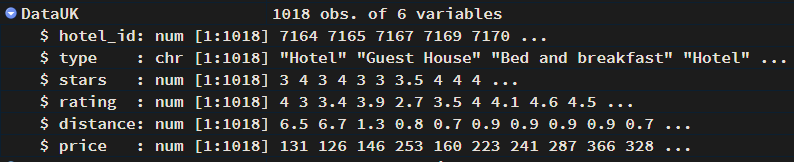 DataUK 1018 obs. of 6 variables
$ hotel_id: num [1:1018] 7164 7165 7167 7169 7170 ...
$ type : chr [1:1018] "Hotel" "Guest House" "Bed and breakfast" "Hotel" ...
$ stars : num [1:1018] 3 4 3 4 3 3 3.5 4 4 4 ...
$ rating : num [1:1018] 4 3 3.4 3.9 2.7 3.5 4 4.1 4.6 4.5 ...
$ distance: num [1:1018] 6.5 6.7 1.3 0.8 0.7 0.9 0.9 0.9 0.9 0.7 ...
$ price : num [1:1018] 131 126 146 253 160 223 241 287 366 328 ...